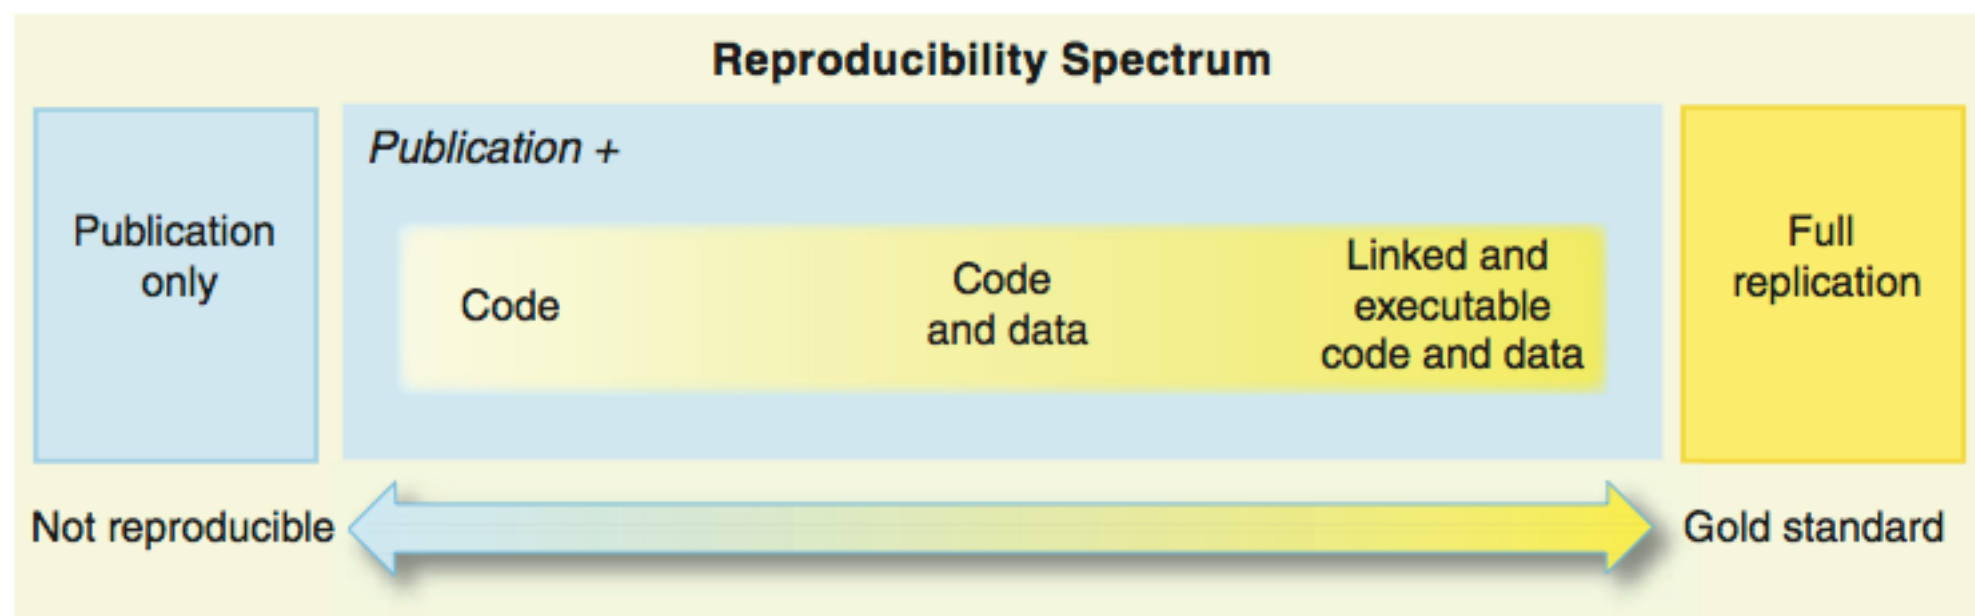 Reproducibility Spectrum
Publication
only
Publication +
Code
Code
and data
Linked and
executable
code and data
Full
replication
Not reproducible
Gold standard